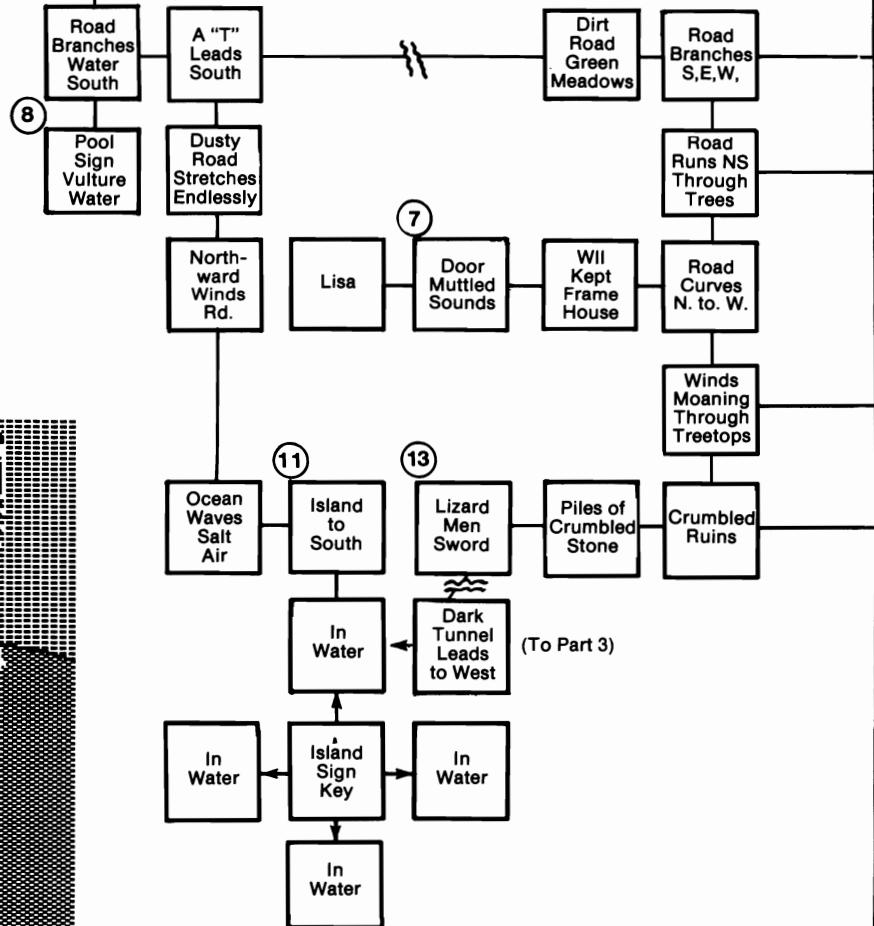 Road
Branches
Water
South
A “T”
Leads
South
Dirt
Road
Green
Meadows
Road
Branches
S,E,W,
8
Pool
Sign
Vulture
Water
Dusty
Road
Stretches
Endlessly
Road
Runs NS
Through
Trees
North-
ward
Winds
Rd.
Lisa
7
Door
Muttled
Sounds
Wll
Kept
Frame
House
Road
Curves
N. to. W.
Winds
Moaning
Through
Treetops
Ocean
Waves
Salt
Air
11
Island
to
South
13
Lizard
Men
Sword
Piles of
Crumbled
Stone
Crumbled
Ruins
In
Water
Dark
Tunnel
Leads
to West
(To Part 3)
In
Water
Island
Sign
Key
In
Water
In
Water